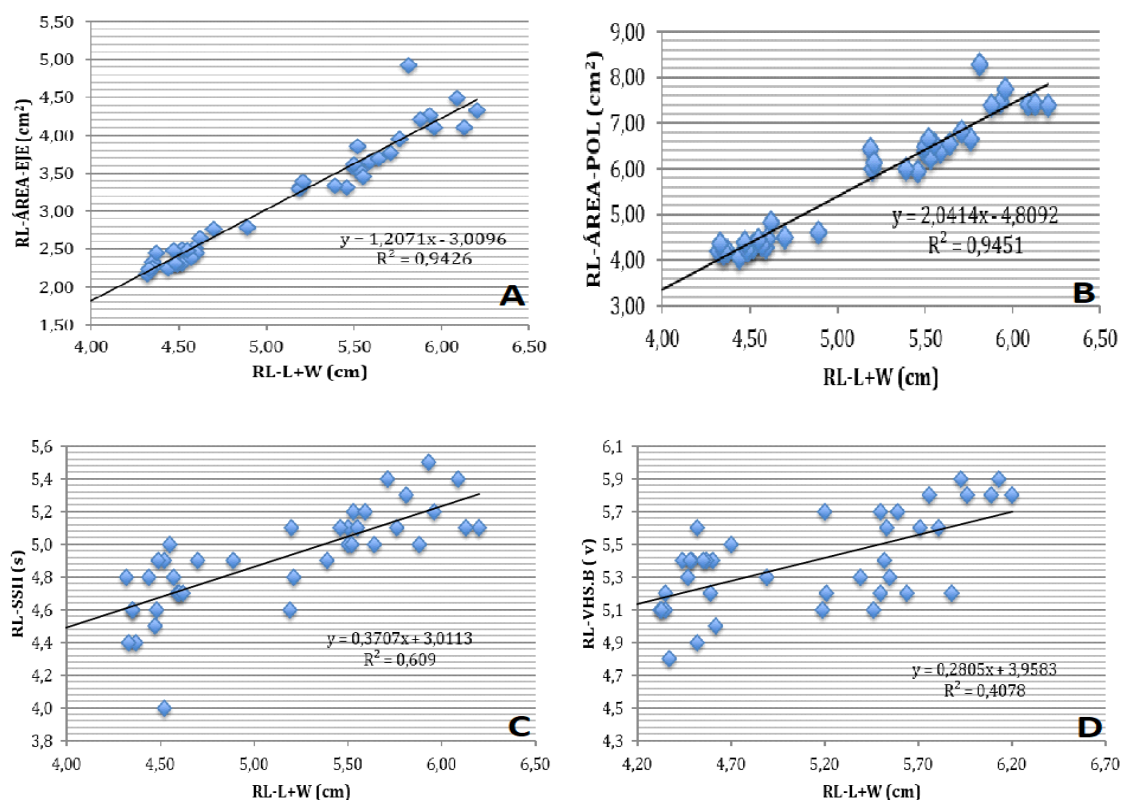 5,50
5,00
4,50
4,00
3,50
3,00
2,50
2,00
1,50
RL-ÁREA-EJE (cm²)
y = 1,2071x - 3,0096
R² = 0,9426
A
4,00 4,50 5,00 5,50 6,00 6,50
RL-L+W (cm)
9,00
8,00
7,00
6,00
5,00
4,00
3,00
RL-ÁREA-POL (cm²)
y = 2,0414x - 4,8092
R² = 0,9451
B
4,00 4,50 5,00 5,50 6,00 6,50
RL-L+W (cm)
5,6
5,4
5,2
5,0
4,8
4,6
4,4
4,2
4,0
3,8
RL-SSIH (s)
y = 0,3707x + 3,0113
R² = 0,609
C
4,00 4,50 5,00 5,50 6,00 6,50
RL-L+W (cm)
6,1
5,9
5,7
5,5
5,3
5,1
4,9
4,7
4,5
4,3
RL-VHS.B (v)
y = 0,2805x + 3,9583
R² = 0,4078
D
4,20 4,70 5,20 5,70 6,20 6,70
RL-L+W (cm)